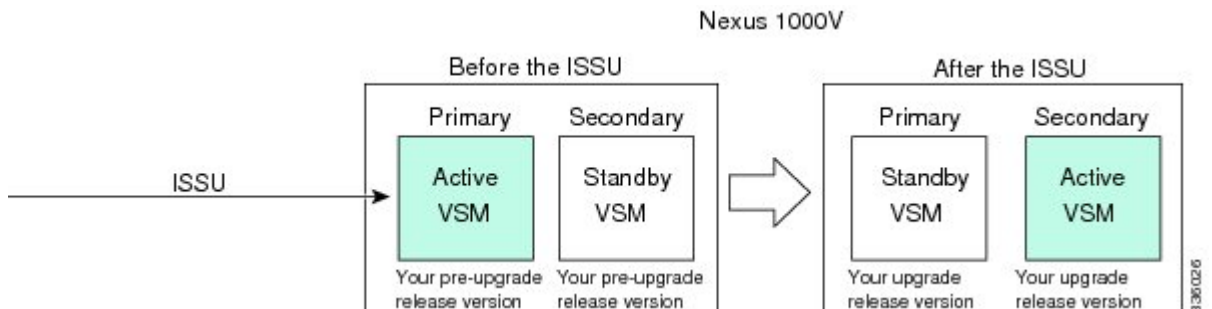 Nexus 1000V
Before the ISSU
After the ISSU
ISSU
Primary
Secondary
Active
VSM
Standby
VSM
Your pre-upgrade
release version
Your pre-upgrade
release version
Primary
Secondary
Standby
VSM
Active
VSM
Your upgrade
release version
Your upgrade
release version
336026